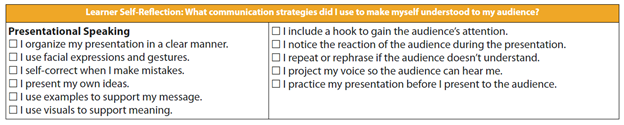 Learner Self-Reflection: What communication strategies did I use to make myself understood to my audience?
Presentational Speaking
☐ I organize my presentation in a clear manner.
☐ I use facial expressions and gestures.
☐ I self-correct when I make mistakes.
☐ I present my own ideas.
☐ I use examples to support my message.
☐ I use visuals to support meaning.
☐ I include a hook to gain the audience's attention.
☐ I notice the reaction of the audience during the presentation.
☐ I repeat or rephrase if the audience doesn't understand.
☐ I project my voice so the audience can hear me.
☐ I practice my presentation before I present to the audience.